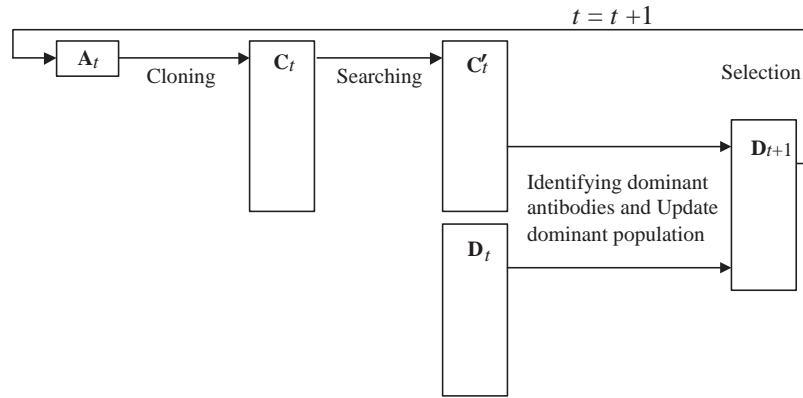 t = t +1
A_t
Cloning
C_t
Searching
C′_t
Selection
D_{t+1}
Identifying dominant
antibodies and Update
dominant population
D_t